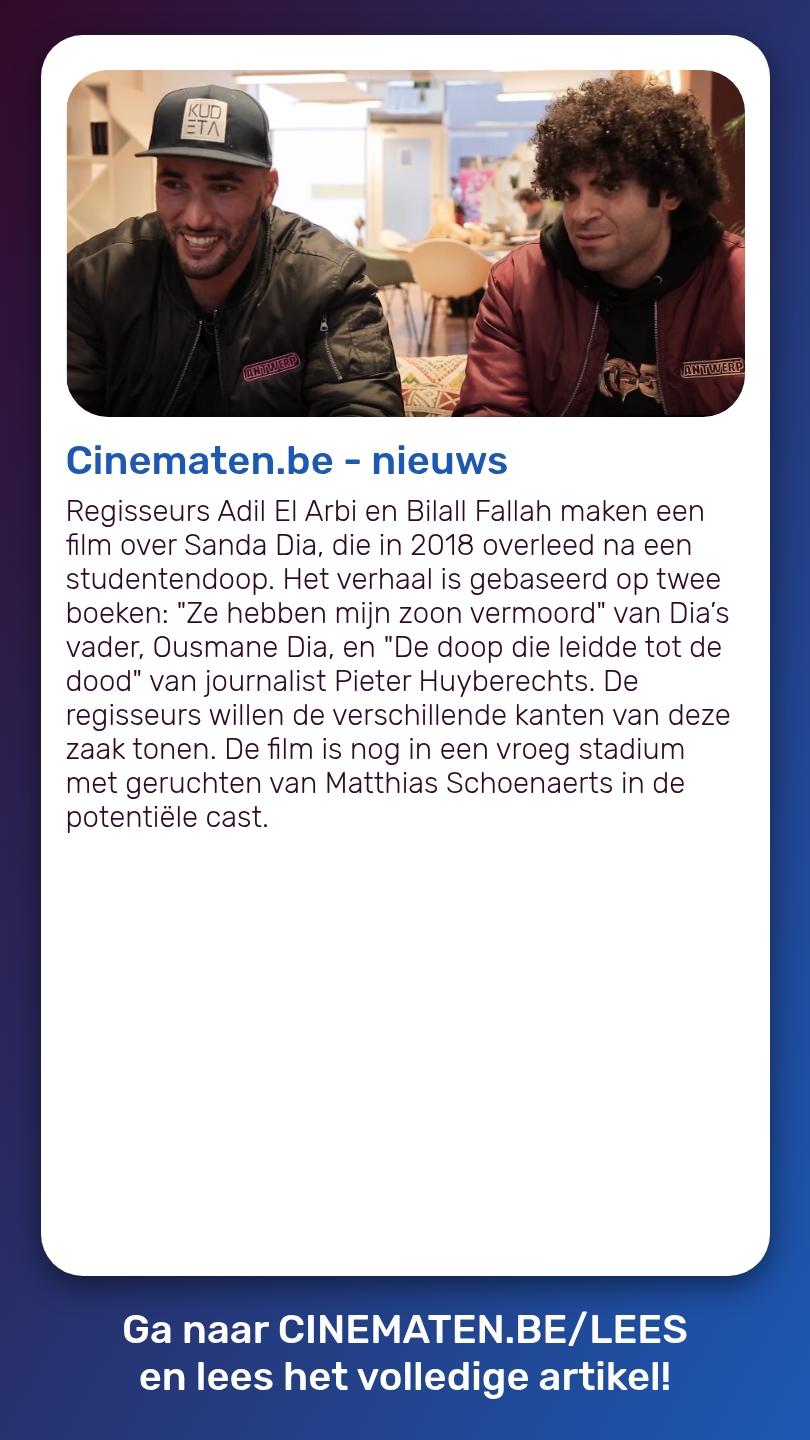 KUD
ETA
ANTWERP
ANTWERP
Cinematen.be - nieuws
Regisseurs Adil El Arbi en Bilall Fallah maken een
film over Sanda Dia, die in 2018 overleed na een
studentendoop. Het verhaal is gebaseerd op twee
boeken: "Ze hebben mijn zoon vermoord" van Dia’s
vader, Ousmane Dia, en "De doop die leidde tot de
dood" van journalist Pieter Huyberechts. De
regisseurs willen de verschillende kanten van deze
zaak tonen. De film is nog in een vroeg stadium
met geruchten van Matthias Schoenaerts in de
potentiële cast.
Ga naar CINEMATEN.BE/LEES
en lees het volledige artikel!